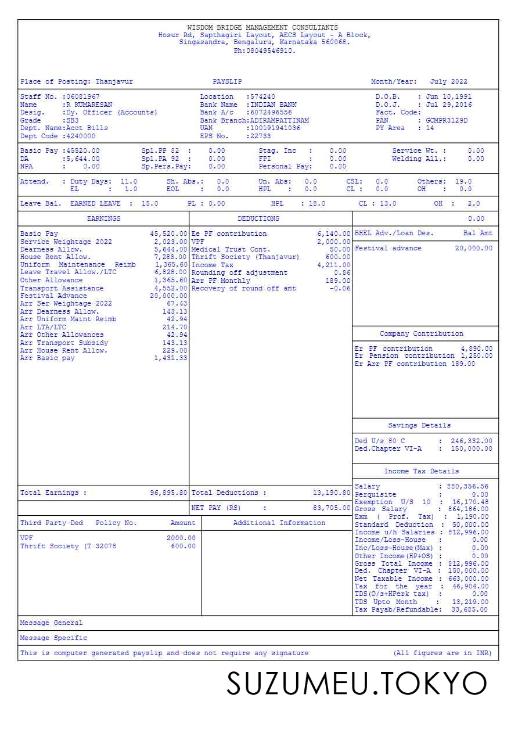 WISDOM BRIDGE MANAGEMENT CONSULTANTS
Hosur Rd, Sapthagiri Layout, AECS Layout - A Block,
Singasandra, Bengaluru, Karnataka 560068.
Ph:08049546910.
Place of Posting: Thanjavur PAYSLIP Month/Year: July 2022
Staff No. :06081967 Location :574240 D.O.B. : Jun 10,1991
Name :R KUMARESAN Bank Name :INDIAN BANK D.O.J. : Jul 29,2016
Desig. :Dy. Officer (Accounts) Bank A/c :6072496556 Fact. Code:
Grade :SB3 Bank Branch:ADIRAMPATTINAM PAN : GCMPR3129D
Dept. Name:Acct Bills UAN :100191941036 PY Area : 14
Dept Code :4240000 EPS No. :22733
Basic Pay :45520.00 Spl.PP S2 : 0.00 Stag. Inc : 0.00 Service Wt. : 0.00
DA :5,644.00 Spl.PA 92 : 0.00 FPI : 0.00 Welding All.: 0.00
NPA : 0.00 Sp.Pers.Pay: 0.00 Personal Pay: 0.00
Attend. : Duty Days: 11.0 Sh. Abs.: 0.0 Un. Abs: 0.0 CSL: 0.0 Others: 19.0
EL : 1.0 EOL : 0.0 HPL : 0.0 CL : 0.0 OH : 0.0
Leave Bal. EARNED LEAVE : 15.0 PL : 0.00 HPL : 15.0 CL : 13.0 OH : 2.0
EARNINGS DEDUCTIONS 0.00
Basic Pay 45,520.00 Ee PF contribution 6,140.00 BHEL Adv./Loan Des. Bal Amt
Service Weightage 2022 2,023.00 VPF 2,000.00
Dearness Allow. 5,644.00 Medical Trust Cont. 50.00 Festival advance 20,000.00
House Rent Allow. 7,283.00 Thrift Society (Thanjavur) 600.00
Uniform Maintenance Reimb 1,365.60 Income Tax 4,211.00
Leave Travel Allow./LTC 6,828.00 Rounding off adjustment 0.86
Other Allowance 1,365.60 Arr PF Monthly 189.00
Transport Assistance 4,552.00 Recovery of round off amt -0.06
Festival Advance 20,000.00
Arr Ser Weightage 2022 67.43
Arr Dearness Allow. 143.13
Arr Uniform Maint Reimb 42.94
Arr LTA/LTC 214.70
Arr Other Allowances 42.94
Arr Transport Subsidy 143.13
Arr House Rent Allow. 229.00
Arr Basic pay 1,431.33
Company Contribution
Er PF contribution 4,890.00
Er Pension contribution 1,250.00
Er Arr PF contribution 189.00
Savings Details
Ded U/s 80 C : 246,332.00
Ded.Chapter VI-A : 150,000.00
Income Tax Details
Total Earnings : 96,895.80 Total Deductions : 13,190.80
NET PAY (RS) : 83,705.00
Salary : 550,356.56
Perquisite : 0.00
Exemption U/S 10 : 16,170.48
Gross Salary : 864,186.00
Exm ( Prof. Tax) : 1,190.00
Standard Deduction : 50,000.00
Income u/h Salaries : 812,996.00
Income/Loss-House : 0.00
Inc/Loss-House(Max) : 0.00
Other Income(HP+OS) : 0.00
Gross Total Income : 812,996.00
Ded. Chapter VI-A : 150,000.00
Net Taxable Income : 663,000.00
Tax for the year : 46,904.00
TDS(O/s+HPerk tax) : 0.00
TDS Upto Month : 13,219.00
Tax Payab/Refundable: 33,685.00
Third Party Ded Policy No. Amount Additional Information
VPF 2000.00
Thrift Society (T 32078 600.00
Message General
Message Specific
This is computer generated payslip and does not require any signature (All figures are in INR)
SUZUMEU.TOKYO